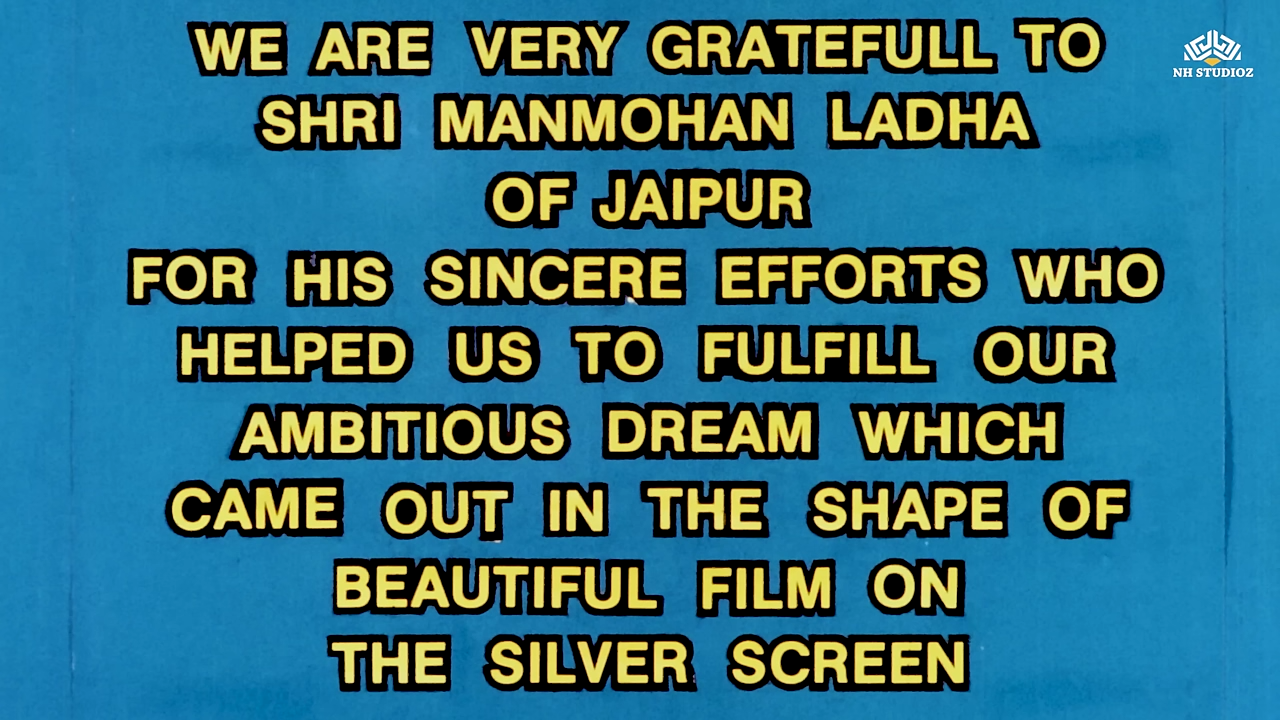 WE ARE VERY GRATEFULL TO
SHRI MANMOHAN LADHA
OF JAIPUR
FOR HIS SINCERE EFFORTS WHO
HELPED US TO FULFILL OUR
AMBITIOUS DREAM WHICH
CAME OUT IN THE SHAPE OF
BEAUTIFUL FILM ON
THE SILVER SCREEN
NH STUDIOZ